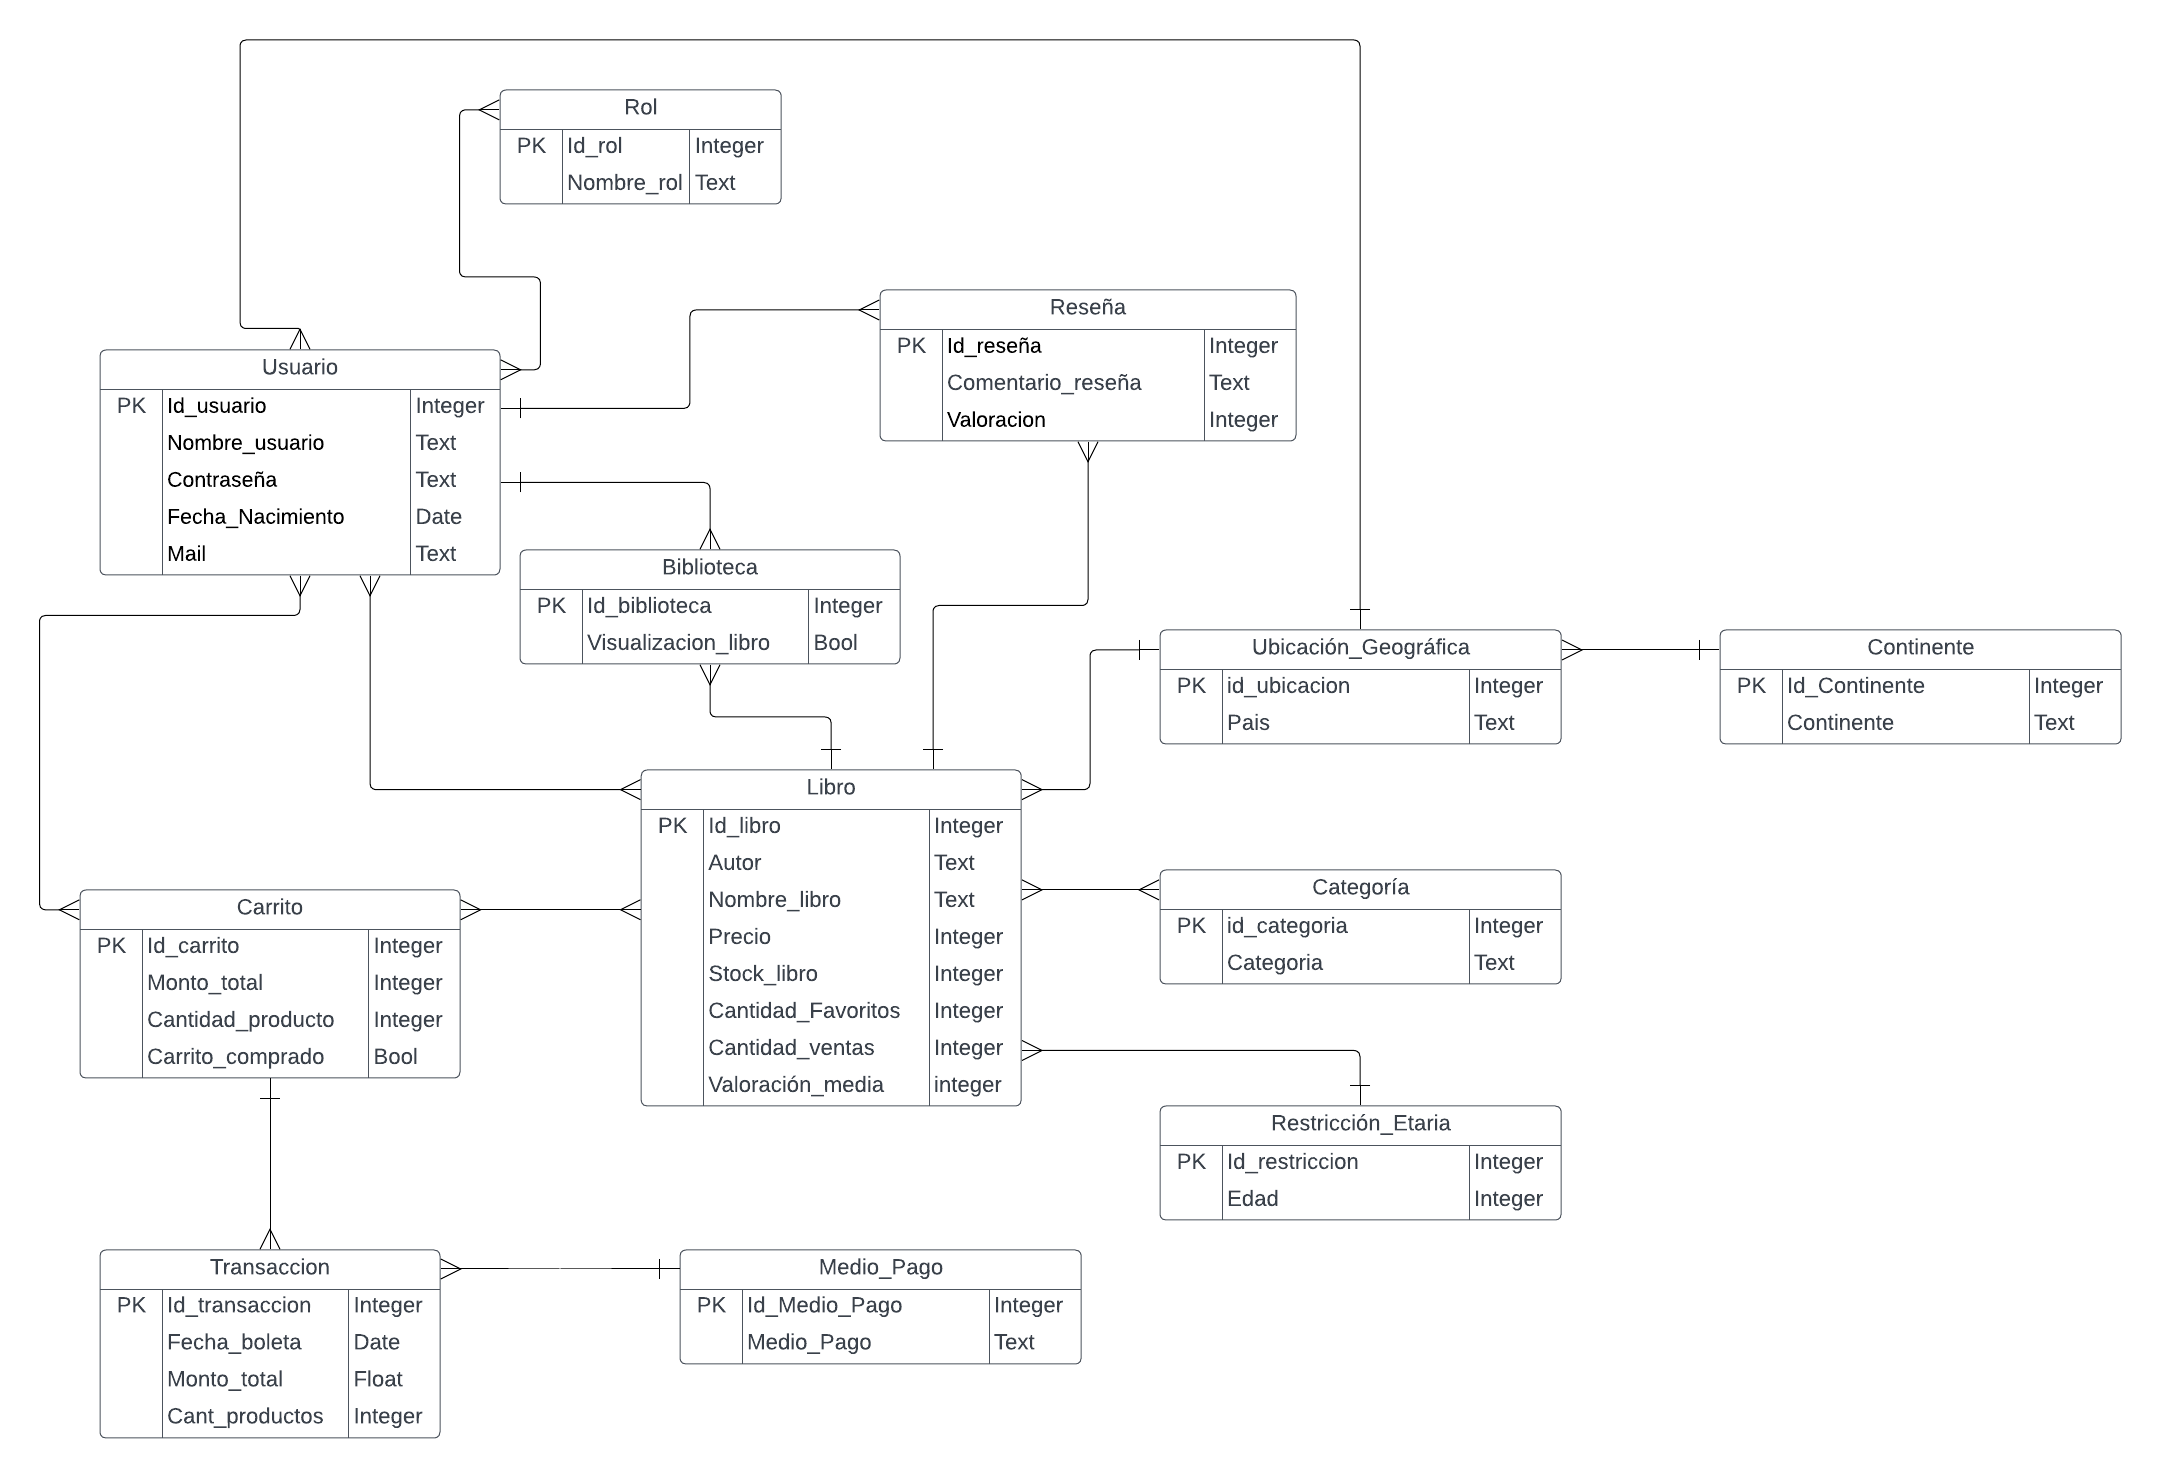 Rol
PK Id_rol Integer
Nombre_rol Text
Reseña
PK Id_reseña Integer
Comentario_reseña Text
Valoracion Integer
Usuario
PK Id_usuario Integer
Nombre_usuario Text
Contraseña Text
Fecha_Nacimiento Date
Mail Text
Biblioteca
PK Id_biblioteca Integer
Visualizacion_libro Bool
Ubicación_Geográfica
PK id_ubicacion Integer
Pais Text
Continente
PK Id_Continente Integer
Continente Text
Libro
PK Id_libro Integer
Autor Text
Nombre_libro Text
Precio Integer
Stock_libro Integer
Cantidad_Favoritos Integer
Cantidad_ventas Integer
Valoración_media integer
Categoría
PK id_categoria Integer
Categoria Text
Carrito
PK Id_carrito Integer
Monto_total Integer
Cantidad_producto Integer
Carrito_comprado Bool
Restricción_Etaria
PK Id_restriccion Integer
Edad Integer
Transaccion
PK Id_transaccion Integer
Fecha_boleta Date
Monto_total Float
Cant_productos Integer
Medio_Pago
PK Id_Medio_Pago Integer
Medio_Pago Text